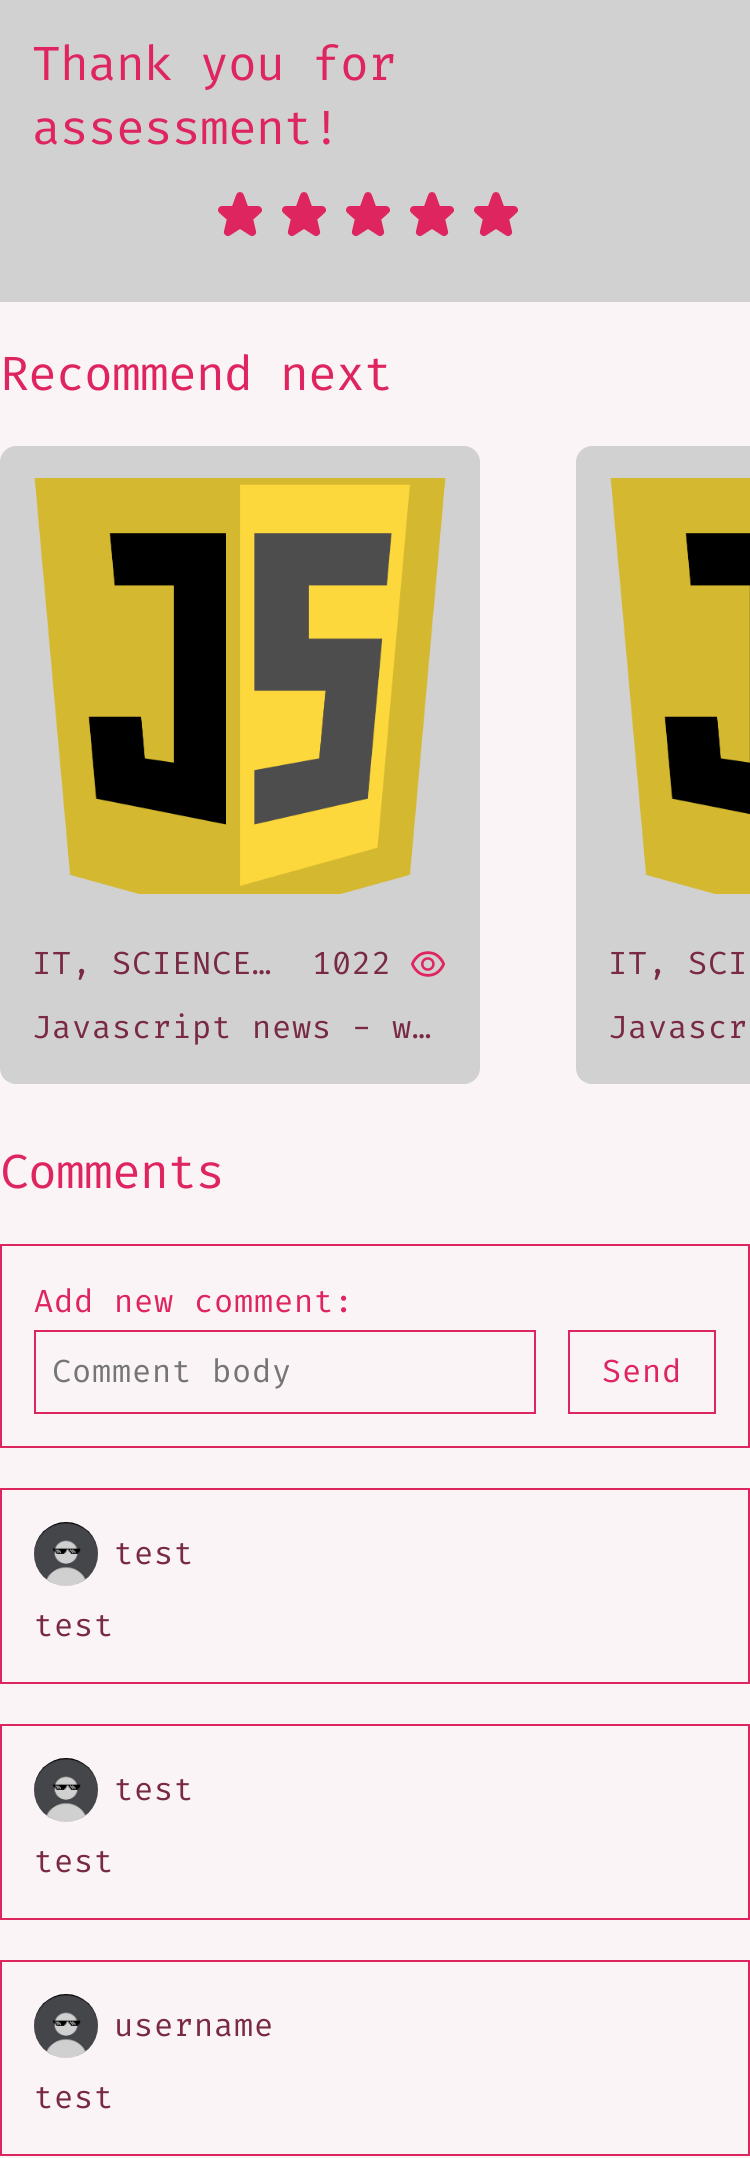 Thank you for
assessment!
Recommend next
JS
IT, SCIENCE… 1022
Javascript news - w…
J
IT, SCI
Javascr
Comments
Add new comment:
Comment body
Send
test
test
test
test
username
test